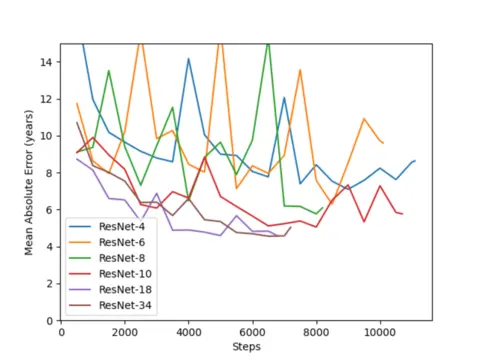 14
12
10
8
6
4
2
0
Mean Absolute Error (years)
ResNet-4
ResNet-6
ResNet-8
ResNet-10
ResNet-18
ResNet-34
0 2000 4000 6000 8000 10000
Steps